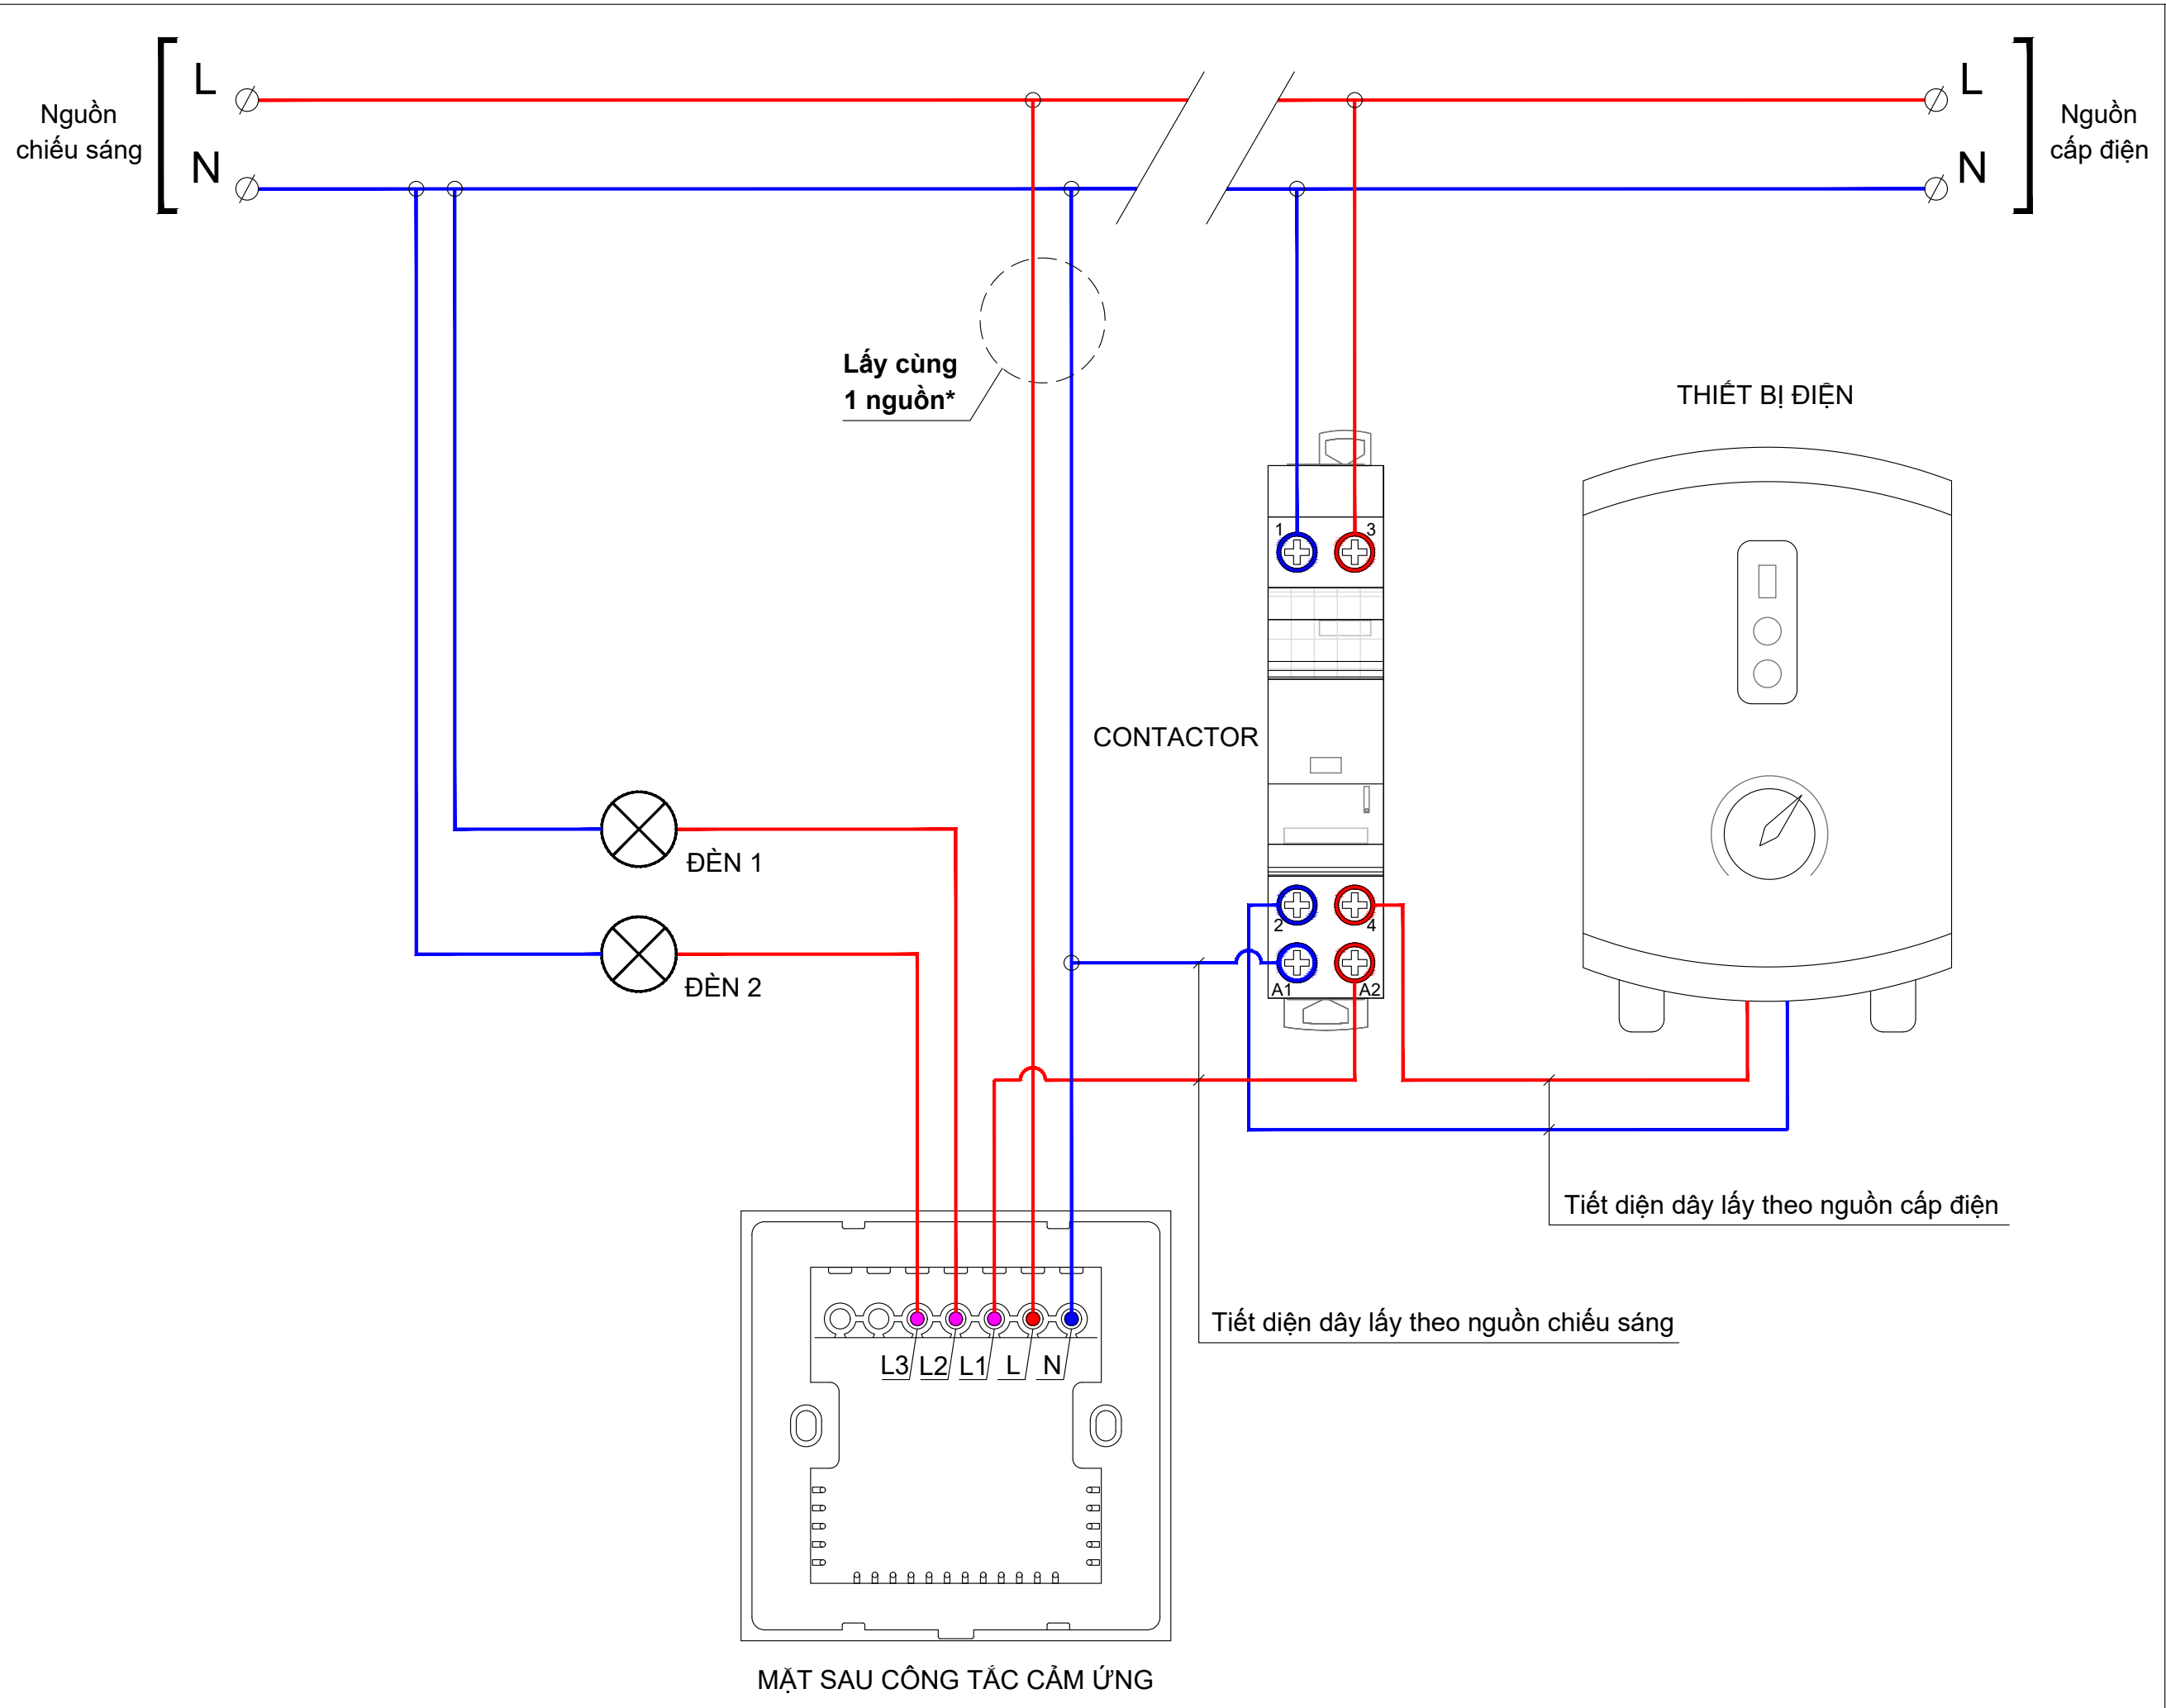 L
Nguồn
chiếu sáng
N
L
Nguồn
cấp điện
N
Lấy cùng
1 nguồn*
THIẾT BỊ ĐIỆN
1
3
CONTACTOR
ĐÈN 1
2
4
ĐÈN 2
A1
A2
Tiết diện dây lấy theo nguồn cấp điện
Tiết diện dây lấy theo nguồn chiếu sáng
L3 L2 L1 L N
MẶT SAU CÔNG TẮC CẢM ỨNG